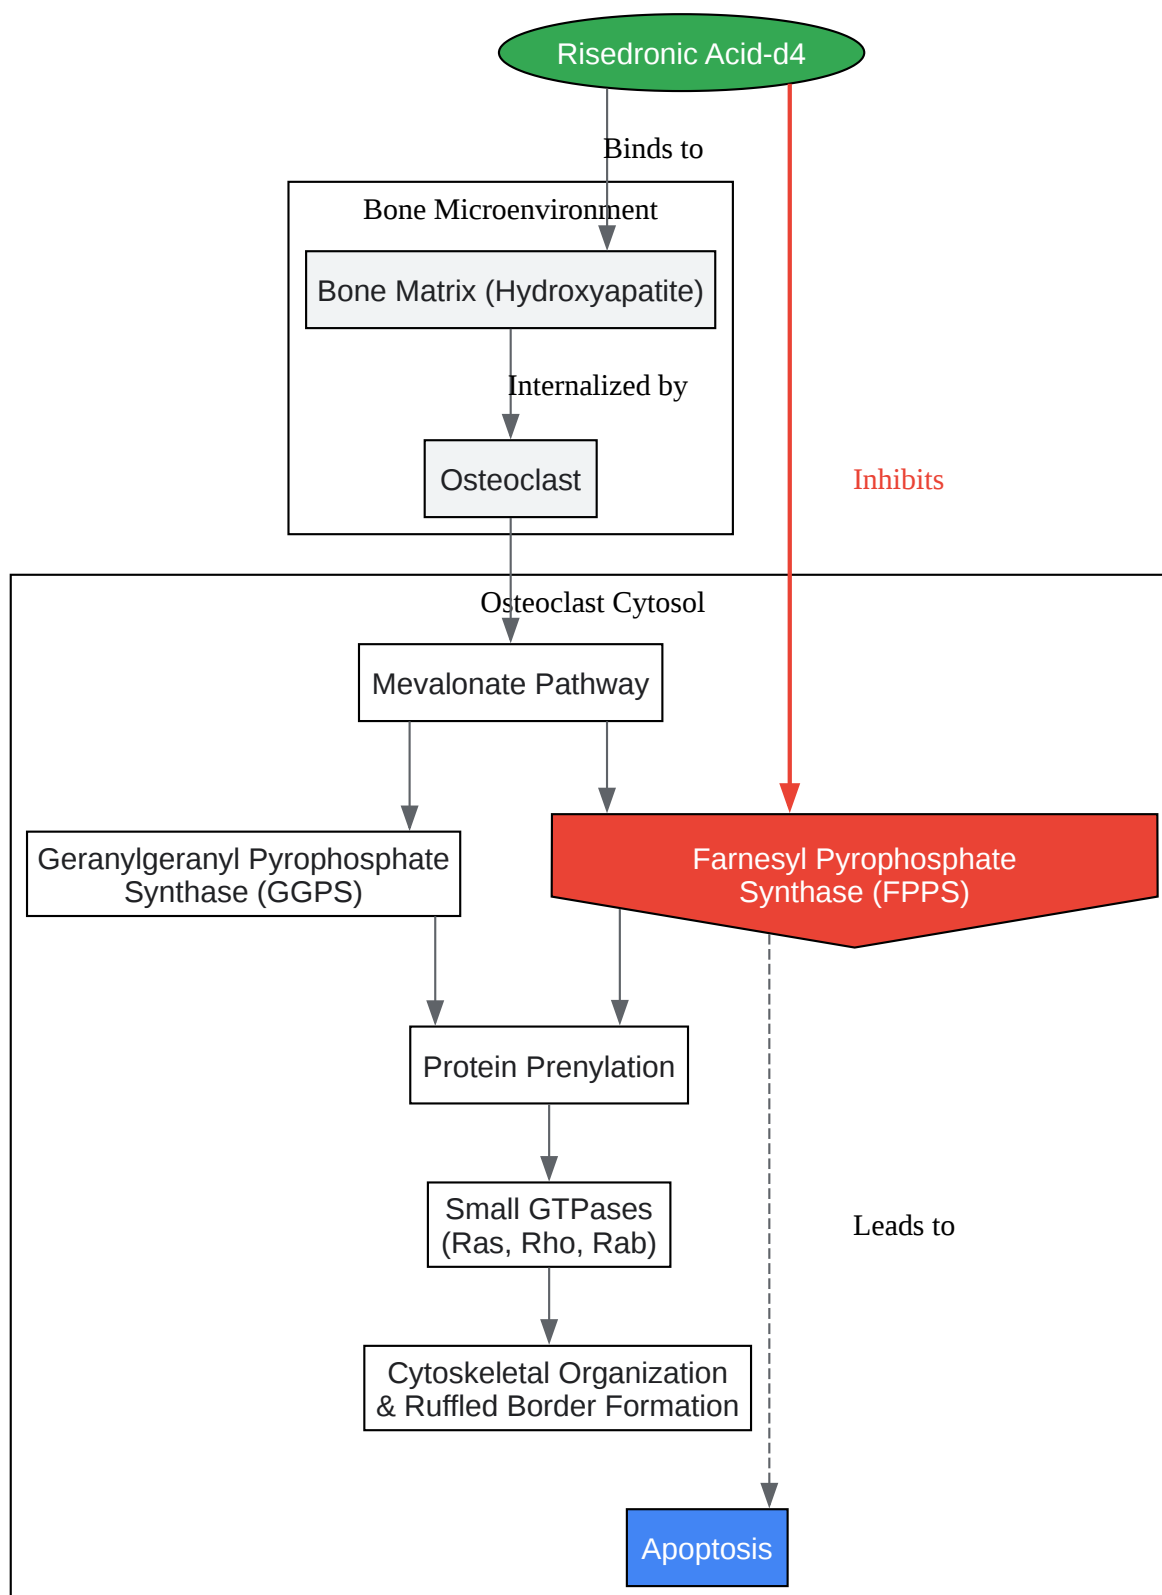 Risedronic Acid-d4
Binds to
Bone Microenvironment
Bone Matrix (Hydroxyapatite)
Internalized by
Osteoclast
Inhibits
Osteoclast Cytosol
Mevalonate Pathway
Geranylgeranyl Pyrophosphate
Synthase (GGPS)
Farnesyl Pyrophosphate
Synthase (FPPS)
Protein Prenylation
Small GTPases
(Ras, Rho, Rab)
Leads to
Cytoskeletal Organization
& Ruffled Border Formation
Apoptosis